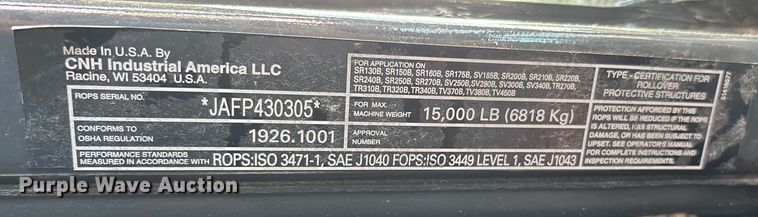 Made In U.S.A. By
CNH Industrial America LLC
Racine, WI 53404 U.S.A.
ROPS SERIAL NO.
*JAFP430305*
CONFORMS TO
OSHA REGULATION
1926.1001
PERFORMANCE STANDARDS
MEASURED IN ACCORDANCE WITH
ROPS:ISO 3471-1, SAE J1040 FOPS:ISO 3449 LEVEL 1, SAE J1043
FOR APPLICATION ON
SR130B, SR150B, SR160B, SR175B, SV185B, SR200B, SR210B, SR220B,
SR240B, SR250B, SR270B, SV250B, SV280B, SV300B, SV340B, TR270B,
TR310B, TR320B, TR340B, TV370B, TV380B, TV450B
FOR MAX.
MACHINE WEIGHT
15,000 LB (6818 Kg)
APPROVAL
NUMBER
TYPE - CERTIFICATION FOR
ROLLOVER
PROTECTIVE STRUCTURES
PROTECTION AFFORDED BY THIS
ROPS WILL BE REDUCED IF ROPS
IS ALTERED, HAS STRUCTURAL
DAMAGE, OR HAS BEEN SUBJECT
TO UPSET. SEE OPERATOR'S MANUAL
FOR COMPLETE INSTRUCTIONS AND
INSPECTION REQUIREMENTS.
Purple Wave Auction